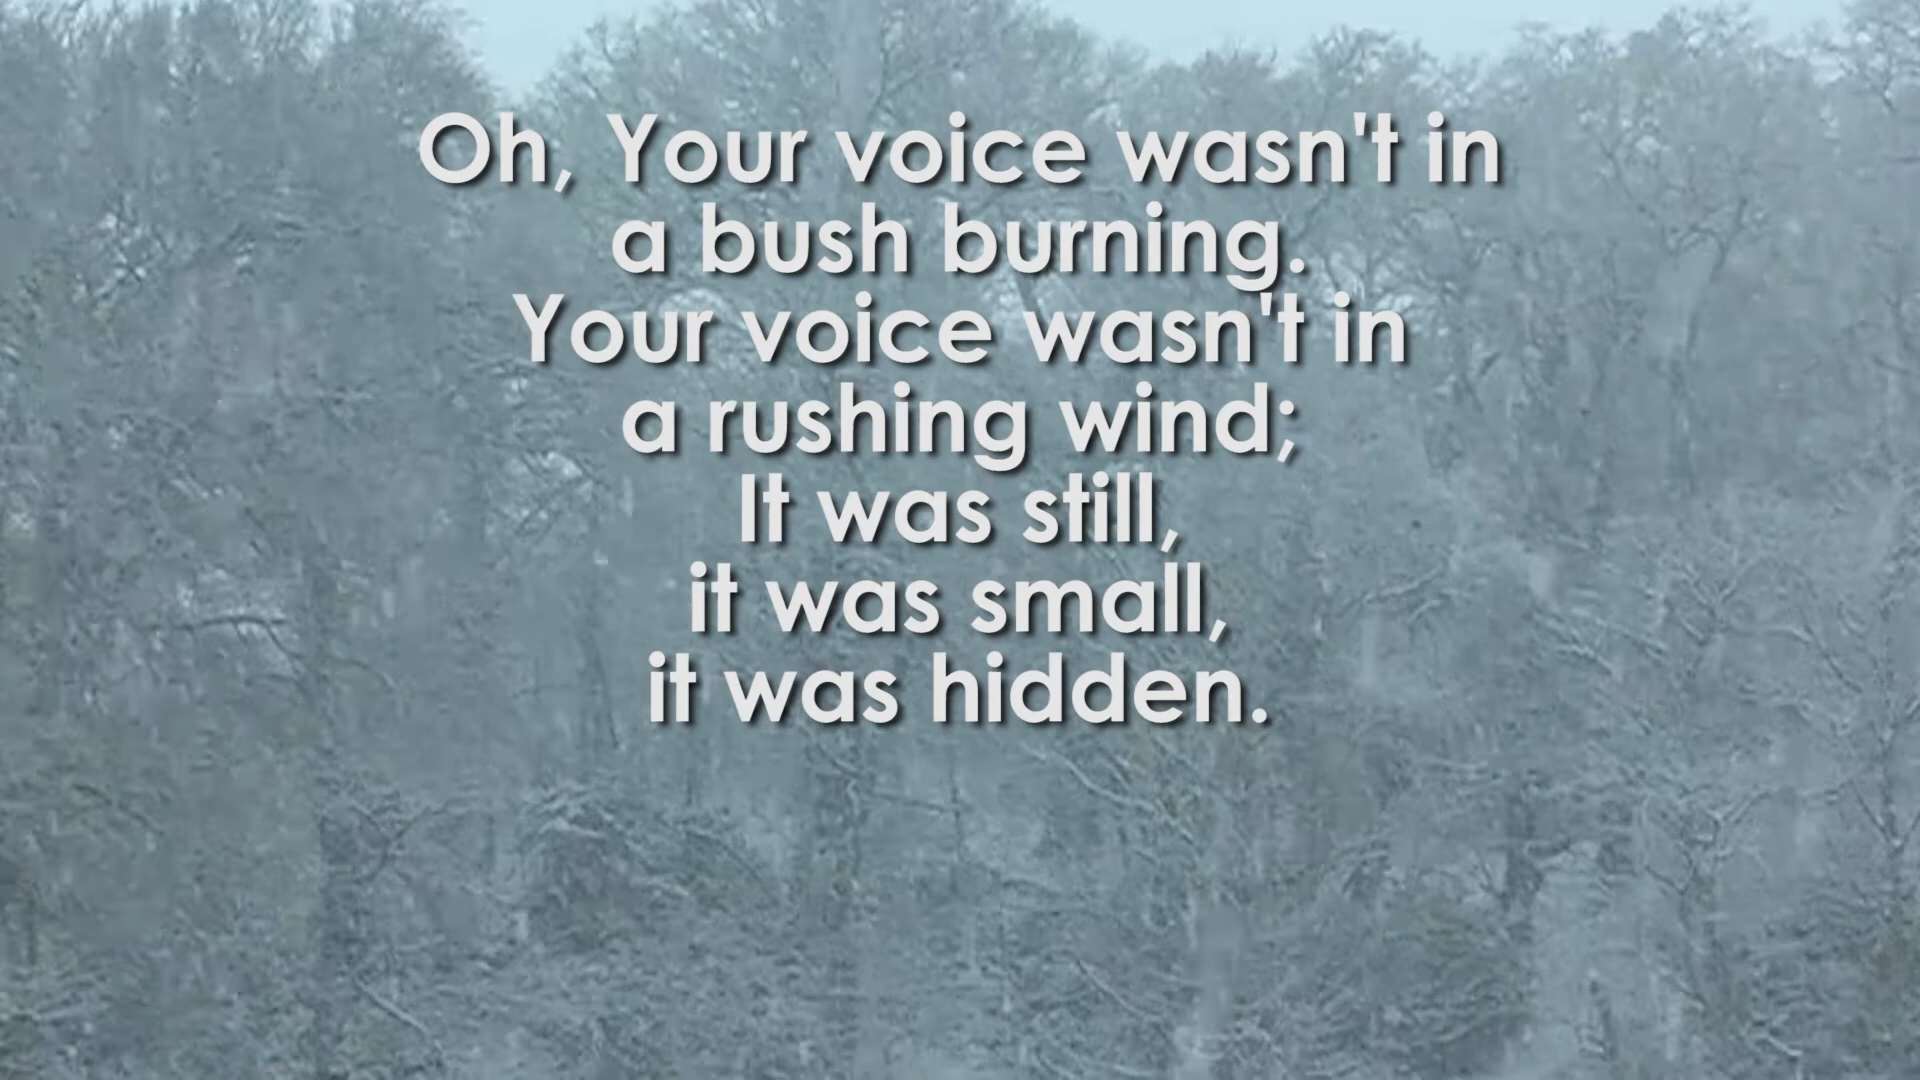 Oh, Your voice wasn't in
a bush burning.
Your voice wasn't in
a rushing wind;
It was still,
it was small,
it was hidden.